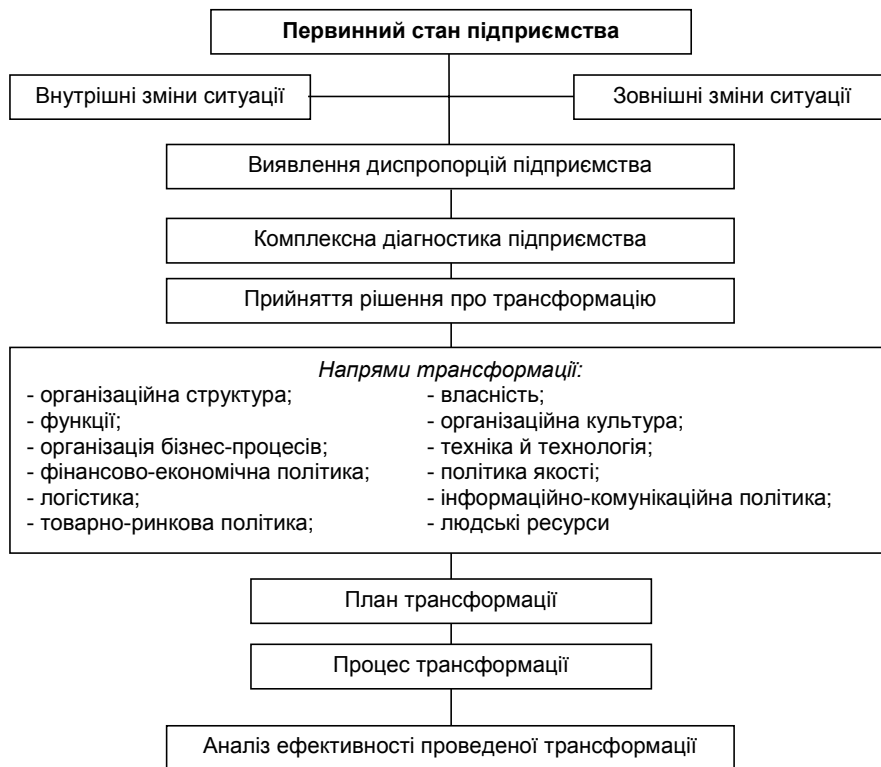 Первинний стан підприємства
Внутрішні зміни ситуації
Зовнішні зміни ситуації
Виявлення диспропорцій підприємства
Комплексна діагностика підприємства
Прийняття рішення про трансформацію
Напрями трансформації:
- організаційна структура;
- функції;
- організація бізнес-процесів;
- фінансово-економічна політика;
- логістика;
- товарно-ринкова політика;
- власність;
- організаційна культура;
- техніка й технологія;
- політика якості;
- інформаційно-комунікаційна політика;
- людські ресурси
План трансформації
Процес трансформації
Аналіз ефективності проведеної трансформації